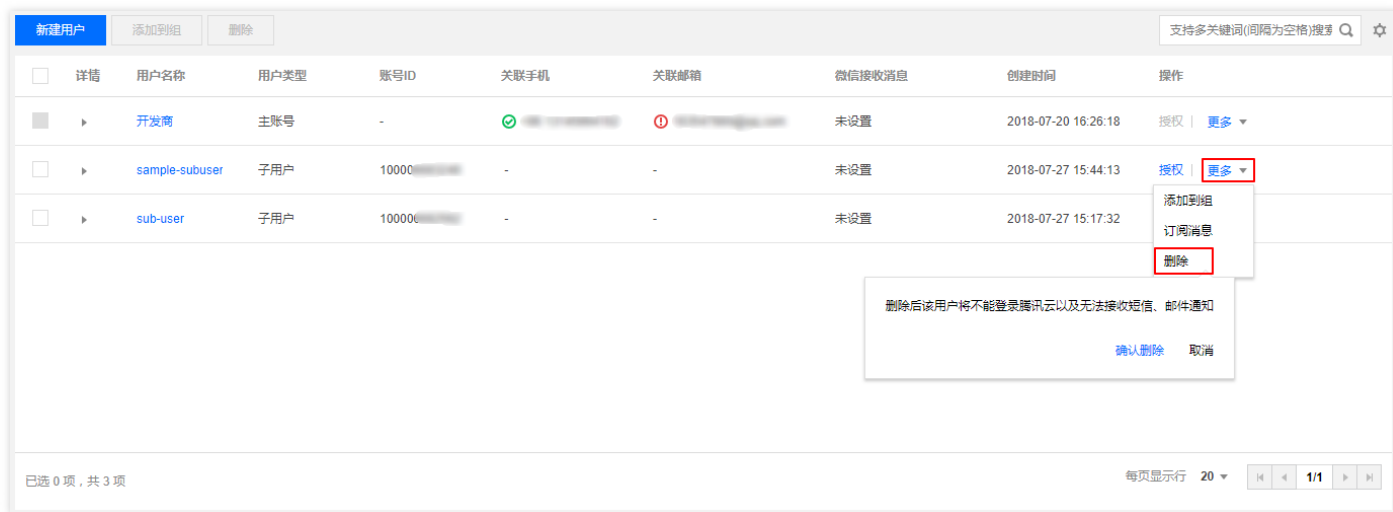 新建用户 添加到组 删除 支持多关键词(间隔为空格)搜索
详情 用户名称 用户类型 账号ID 关联手机 关联邮箱 微信接收消息 创建时间 操作
开发商 主账号 - 未设置 2018-07-20 16:26:18 授权 | 更多
sample-subuser 子用户 10000 - - 未设置 2018-07-27 15:44:13 授权 | 更多
添加到组
sub-user 子用户 100000 - - 未设置 2018-07-27 15:17:32
订阅消息
删除
删除后该用户将不能登录腾讯云以及无法接收短信、邮件通知
确认删除 取消
已选 0 项，共 3 项 每页显示行 20 1/1